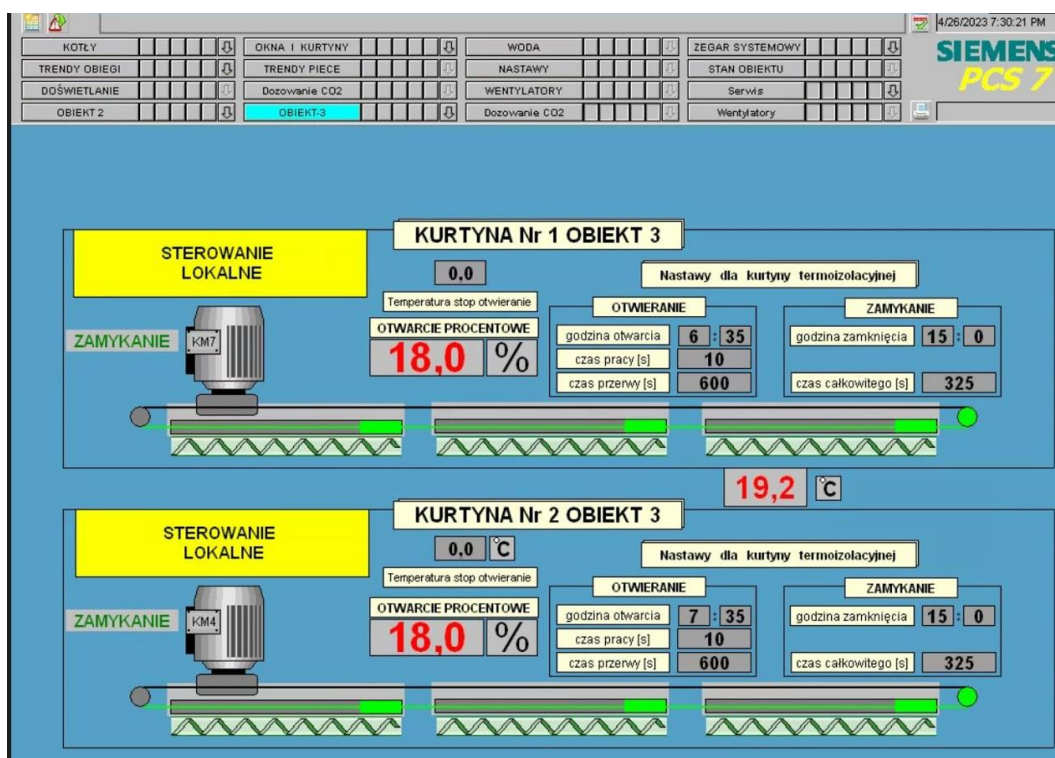 4/26/2023 7:30:21 PM
KOTŁY
OKNA I KURTYNY
WODA
ZEGAR SYSTEMOWY
TRENDY OBIEGI
TRENDY PIECE
NASTAWY
STAN OBIEKTU
DOŚWIETLANIE
Dozowanie CO2
WENTYLATORY
Serwis
OBIEKT 2
OBIEKT-3
Dozowanie CO2
Wentylatory
SIEMENS
PCS 7
KURTYNA Nr 1 OBIEKT 3
STEROWANIE
LOKALNE
0,0
Temperatura stop otwieranie
Nastawy dla kurtyny termoizolacyjnej
ZAMYKANIE
KM7
OTWARCIE PROCENTOWE
18,0 %
OTWIERANIE
godzina otwarcia 6 : 35
czas pracy [s] 10
czas przerwy [s] 600
ZAMYKANIE
godzina zamknięcia 15 : 0
czas całkowitego [s] 325
19,2 °C
KURTYNA Nr 2 OBIEKT 3
STEROWANIE
LOKALNE
0,0 °C
Temperatura stop otwieranie
Nastawy dla kurtyny termoizolacyjnej
ZAMYKANIE
KM4
OTWARCIE PROCENTOWE
18,0 %
OTWIERANIE
godzina otwarcia 7 : 35
czas pracy [s] 10
czas przerwy [s] 600
ZAMYKANIE
godzina zamknięcia 15 : 0
czas całkowitego [s] 325